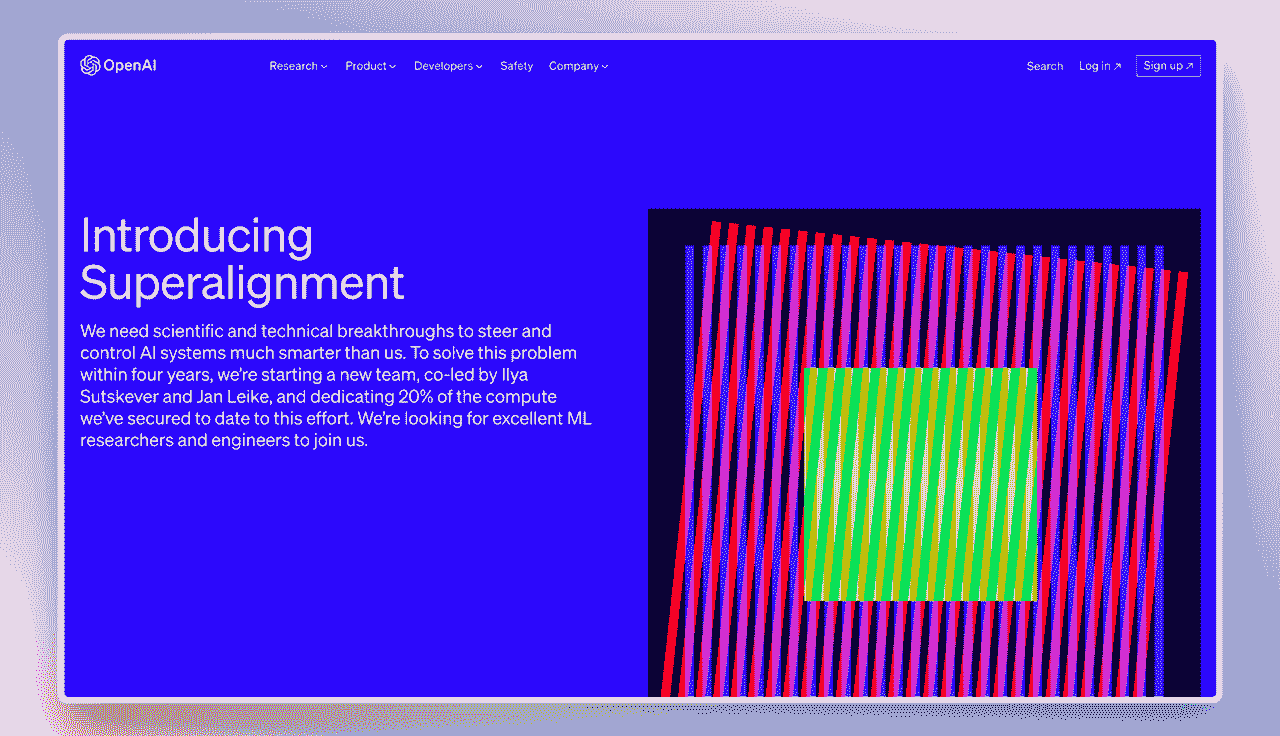 OpenAI Research Product Developers Safety Company Search Log in ↗ Sign up ↗
Introducing
Superalignment
We need scientific and technical breakthroughs to steer and
control AI systems much smarter than us. To solve this problem
within four years, we’re starting a new team, co-led by Ilya
Sutskever and Jan Leike, and dedicating 20% of the compute
we’ve secured to date to this effort. We’re looking for excellent ML
researchers and engineers to join us.